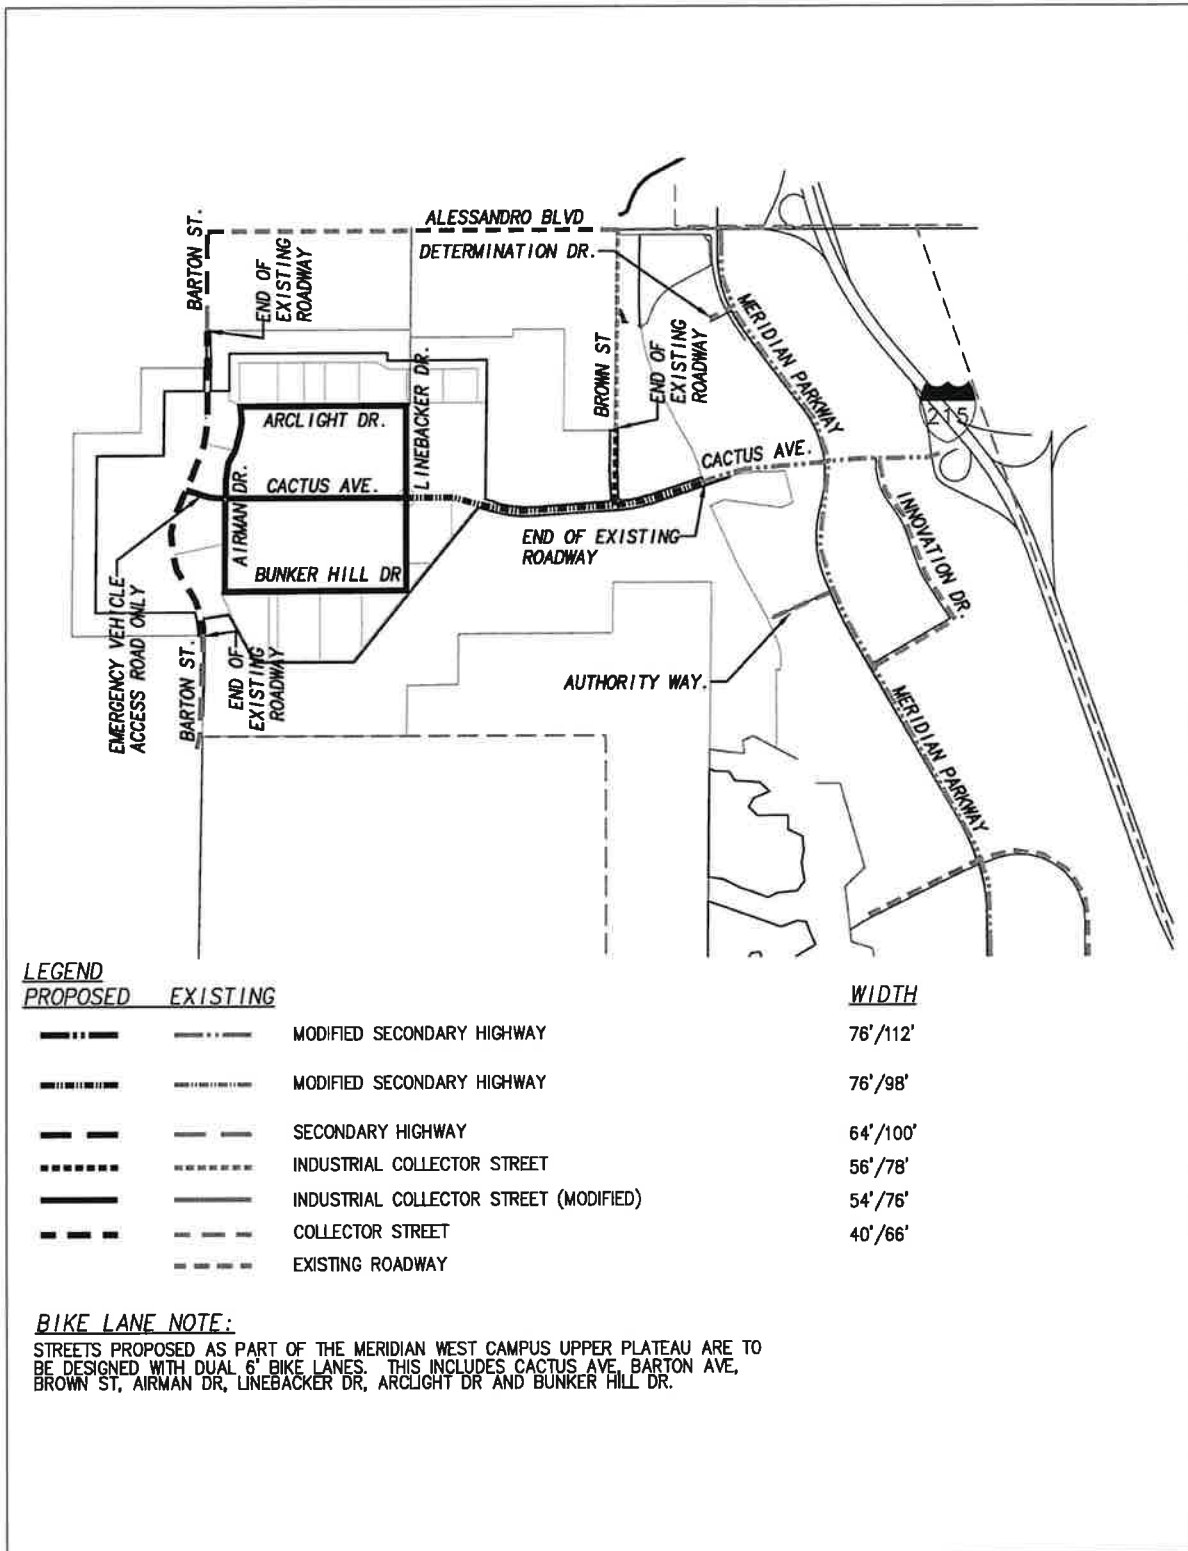 ALESSANDRO BLVD
DETERMINATION DR.
BARTON ST.
END OF
EXISTING
ROADWAY
MERIDIAN PARKWAY
BROWN ST
END OF
EXISTING
ROADWAY
LINEBACKER DR.
215
ARCLIGHT DR.
CACTUS AVE.
CACTUS AVE.
AIRMAN DR.
INNOVATION DR.
END OF EXISTING
ROADWAY
BUNKER HILL DR
EMERGENCY VEHICLE
ACCESS ROAD ONLY
BARTON ST.
END OF
EXISTING
ROADWAY
AUTHORITY WAY.
MERIDIAN PARKWAY
LEGEND
PROPOSED EXISTING WIDTH
MODIFIED SECONDARY HIGHWAY 76'/112'
MODIFIED SECONDARY HIGHWAY 76'/98'
SECONDARY HIGHWAY 64'/100'
INDUSTRIAL COLLECTOR STREET 56'/78'
INDUSTRIAL COLLECTOR STREET (MODIFIED) 54'/76'
COLLECTOR STREET 40'/66'
EXISTING ROADWAY
BIKE LANE NOTE:
STREETS PROPOSED AS PART OF THE MERIDIAN WEST CAMPUS UPPER PLATEAU ARE TO
BE DESIGNED WITH DUAL 6' BIKE LANES. THIS INCLUDES CACTUS AVE, BARTON AVE,
BROWN ST, AIRMAN DR, LINEBACKER DR, ARCLIGHT DR AND BUNKER HILL DR.